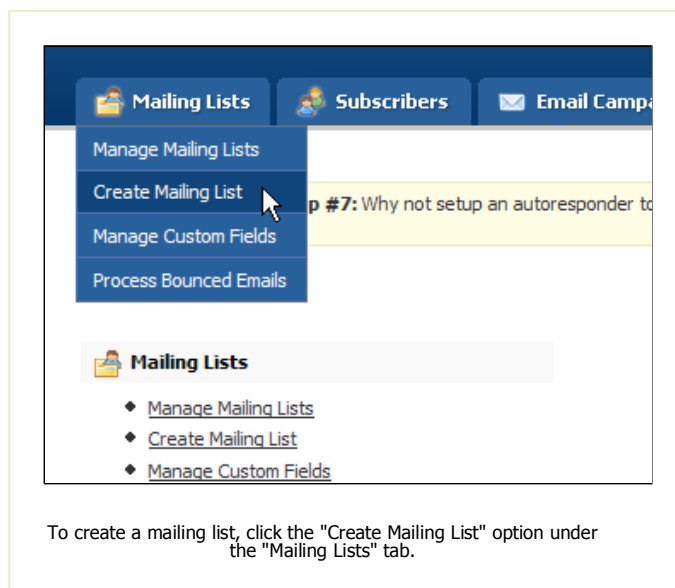 Mailing Lists Subscribers Email Campa
Manage Mailing Lists
Create Mailing List
p #7: Why not setup an autoresponder to
Manage Custom Fields
Process Bounced Emails
Mailing Lists
Manage Mailing Lists
Create Mailing List
Manage Custom Fields
To create a mailing list, click the "Create Mailing List" option under
the "Mailing Lists" tab.